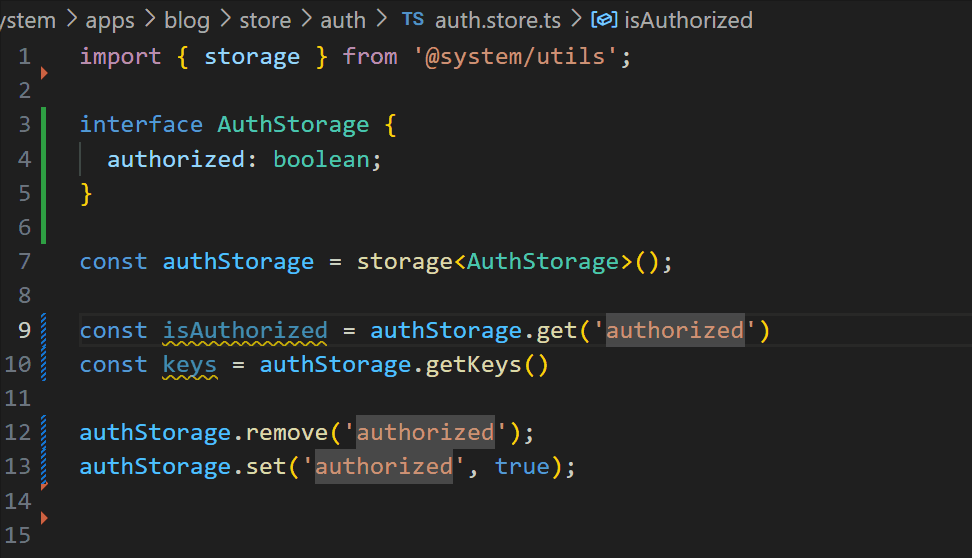 ystem > apps > blog > store > auth > TS auth.store.ts > isAuthorized
1 import { storage } from '@system/utils';
2
3 interface AuthStorage {
4   authorized: boolean;
5 }
6
7 const authStorage = storage<AuthStorage>();
8
9 const isAuthorized = authStorage.get('authorized')
10 const keys = authStorage.getKeys()
11
12 authStorage.remove('authorized');
13 authStorage.set('authorized', true);
14
15